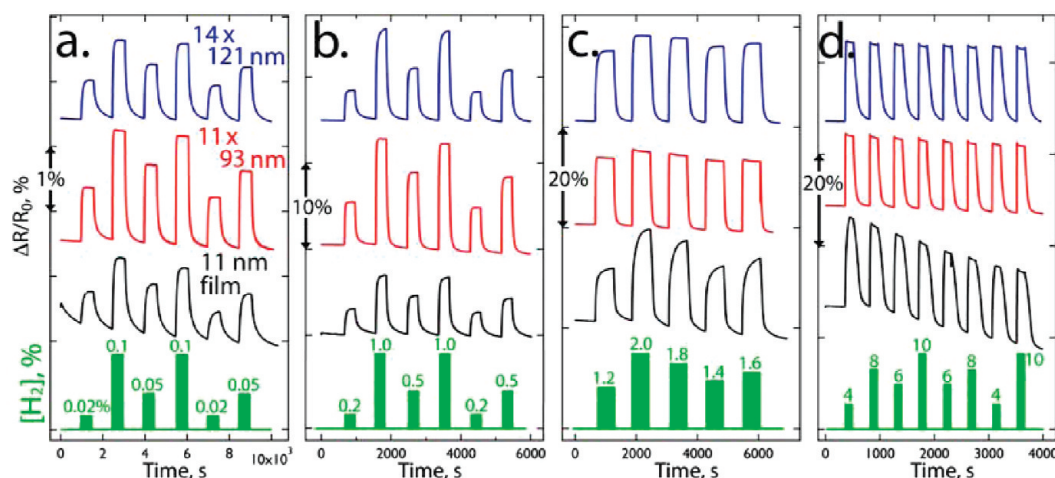 a.
14 x
121 nm
11 x
93 nm
1%
11 nm
film
ΔR/R₀, %
[H₂], %
0.02%
0.1
0.05
0.1
0.02
0.05
0 2 4 6 8 10×10³
Time, s
b.
10%
0.2
1.0
0.5
1.0
0.2
0.5
0 2000 4000 6000
Time, s
c.
20%
1.2
2.0
1.8
1.4
1.6
0 2000 4000 6000
Time, s
d.
20%
4
8
6
10
6
8
4
10
0 1000 2000 3000 4000
Time, s